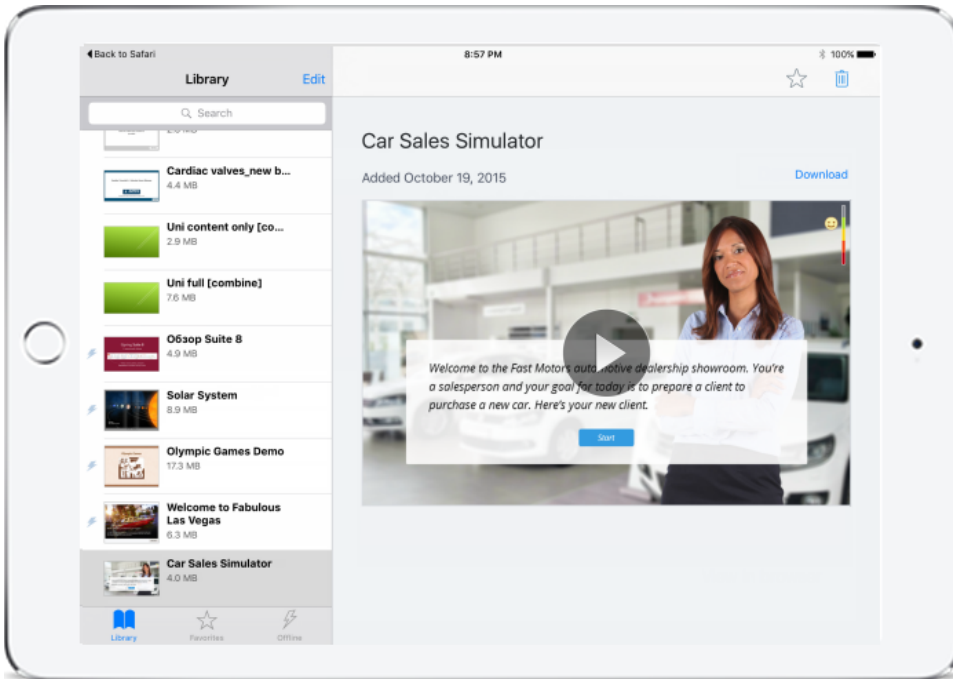 Back to Safari
8:57 PM
100%
Library
Edit
Search
Cardiac valves_new b...
4.4 MB
Uni content only [co...
2.9 MB
Uni full [combine]
7.6 MB
Обзор Suite 8
4.9 MB
Solar System
8.9 MB
Olympic Games Demo
17.3 MB
Welcome to Fabulous
Las Vegas
6.3 MB
Car Sales Simulator
4.0 MB
Library
Favorites
Offline
Car Sales Simulator
Added October 19, 2015
Download
Welcome to the Fast Motors automotive dealership showroom. You're
a salesperson and your goal for today is to prepare a client to
purchase a new car. Here's your new client.
Start